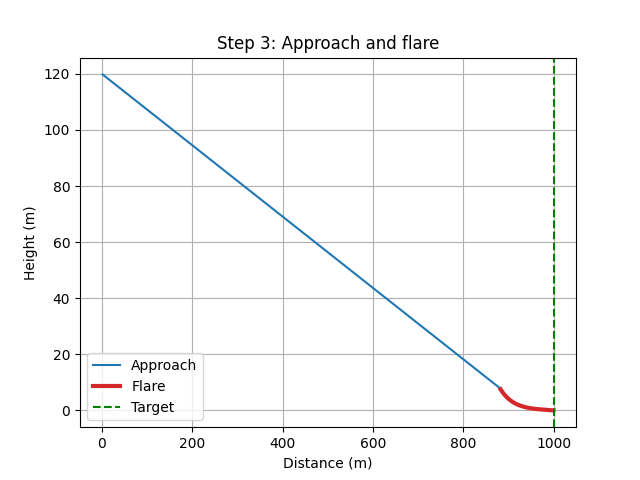 Step 3: Approach and flare
Height (m)
120
100
80
60
40
20
0
Approach
Flare
Target
0 200 400 600 800 1000
Distance (m)